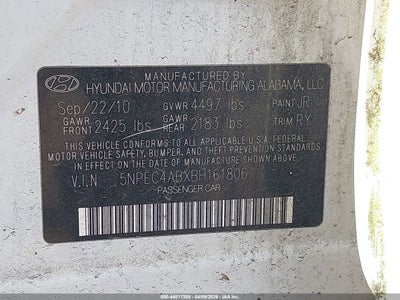 MANUFACTURED BY
HYUNDAI MOTOR MANUFACTURING ALABAMA, LLC
Sep/22/10 GVWR 4497 lbs PAINT JR
GAWR FRONT 2425 lbs GAWR REAR 2183 lbs TRIM RY
THIS VEHICLE CONFORMS TO ALL APPLICABLE U.S. FEDERAL
MOTOR VEHICLE SAFETY, BUMPER, AND THEFT PREVENTION STANDARDS
IN EFFECT ON THE DATE OF MANUFACTURE SHOWN ABOVE.
V.I.N 5NPEC4ABXBH161806
PASSENGER CAR